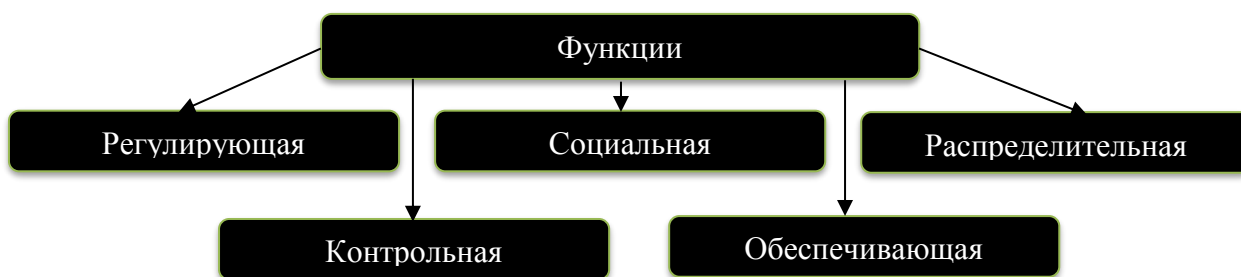 Функции
Регулирующая
Социальная
Распределительная
Контрольная
Обеспечивающая